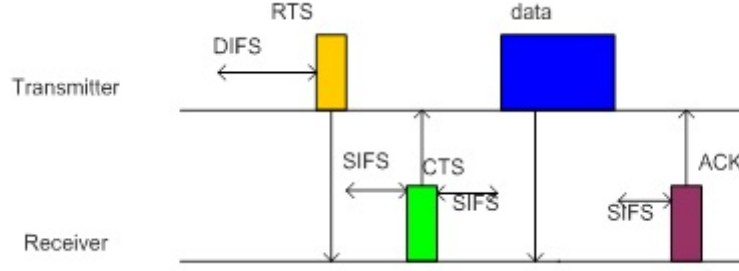 RTS
data
DIFS
Transmitter
SIFS
CTS
ACK
SIFS
SIFS
Receiver